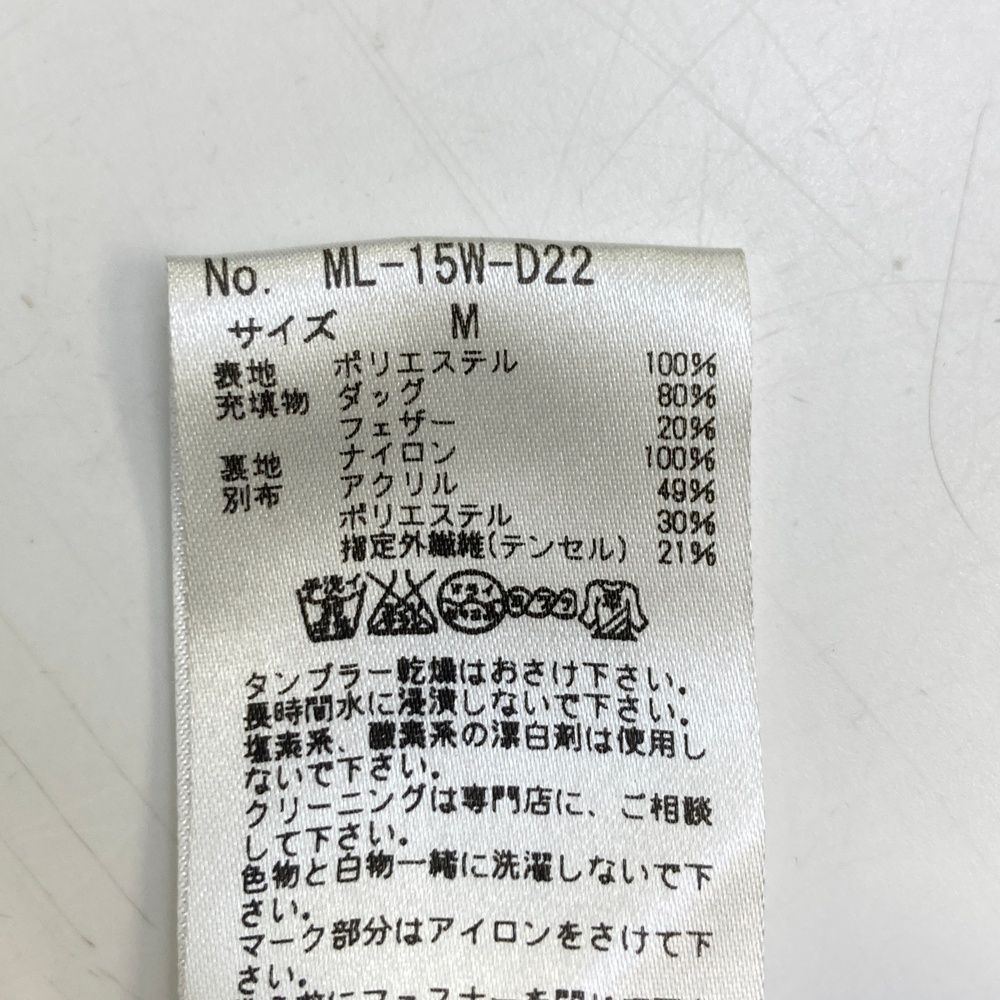 No. ML-15W-D22
サイズ M
表地 ポリエステル 100%
充填物 ダック 80%
フェザー 20%
裏地 ナイロン 100%
別布 アクリル 49%
ポリエステル 30%
指定外繊維(テンセル) 21%
手洗イ
タンブラー乾燥はおさけ下さい。
長時間水に浸漬しないで下さい。
塩素系、酸素系の漂白剤は使用し
ないで下さい。
クリーニングは専門店に、ご相談
して下さい。
色物と白物一緒に洗濯しないで下
さい。
マーク部分はアイロンをさけて下
さい。